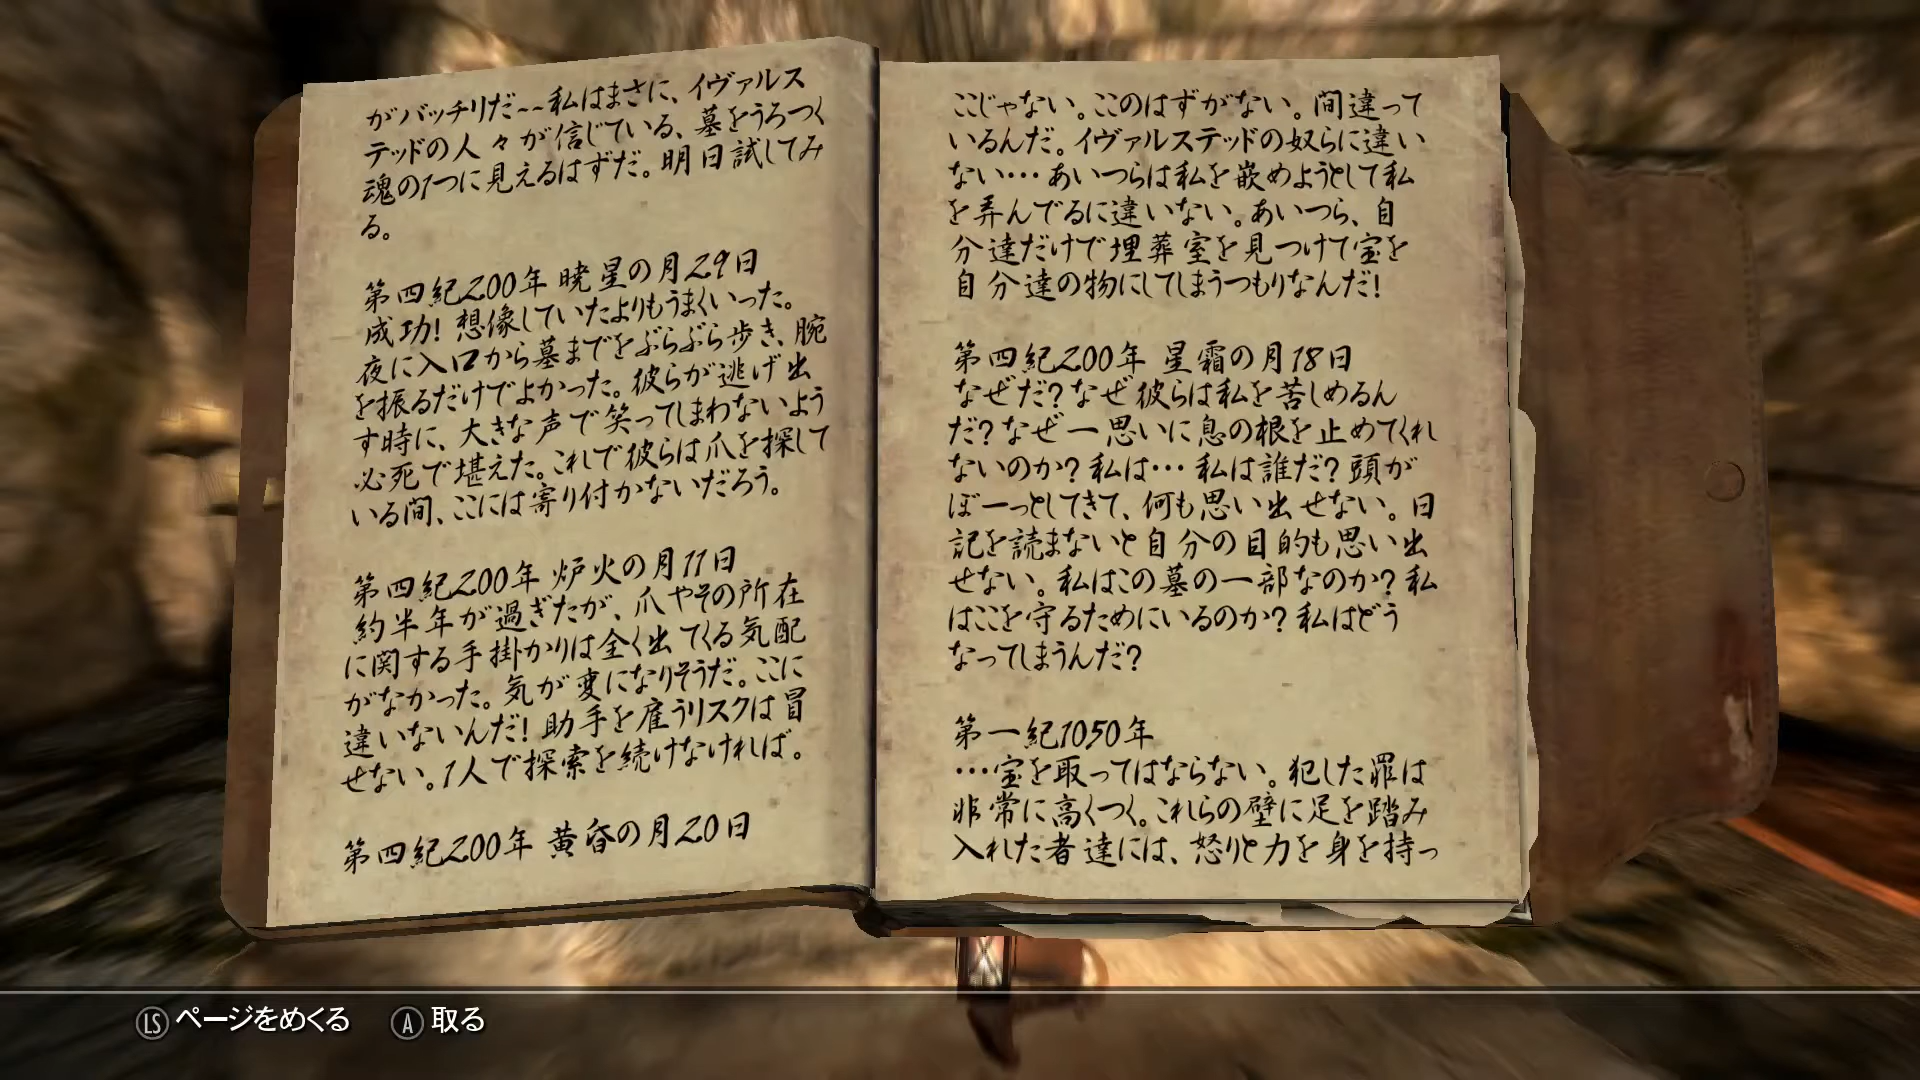 がバッチリだ~~私はまさに、イヴァルス
テッドの人々が信じている、墓をうろつく
魂の1つに見えるはずだ。明日試してみ
る。
第四紀200年 暁星の月29日
成功! 想像していたよりもうまくいった。
夜に入口から墓までをぶらぶら歩き、腕
を振るだけでよかった。彼らが逃げ出
す時に、大きな声で笑ってしまわないよう
必死で堪えた。これで彼らは爪を探して
いる間、ここには寄り付かないだろう。
第四紀200年 炉火の月11日
約半年が過ぎたが、爪やその所在
に関する手掛かりは全く出てくる気配
がなかった。気が変になりそうだ。ここに
違いないんだ! 助手を雇うリスクは冒
せない。1人で探索を続けなければ。
第四紀200年 黄昏の月20日
ここじゃない。ここのはずがない。間違って
いるんだ。イヴァルステッドの奴らに違い
ない… あいつらは私を嵌めようとして私
を弄んでるに違いない。あいつら、自
分達だけで埋葬室を見つけて宝を
自分達の物にしてしまうつもりなんだ!
第四紀200年 星霜の月18日
なぜだ? なぜ彼らは私を苦しめるん
だ? なぜ一思いに息の根を止めてくれ
ないのか? 私は… 私は誰だ? 頭が
ぼーっとしてきて、何も思い出せない。日
記を読まないと自分の目的も思い出
せない。私はこの墓の一部なのか? 私
はここを守るためにいるのか? 私はどう
なってしまうんだ?
第一紀1050年
…宝を取ってはならない。犯した罪は
非常に高くつく。これらの壁に足を踏み
入れた者達には、怒りと力を身を持っ
LS ページをめくる A 取る